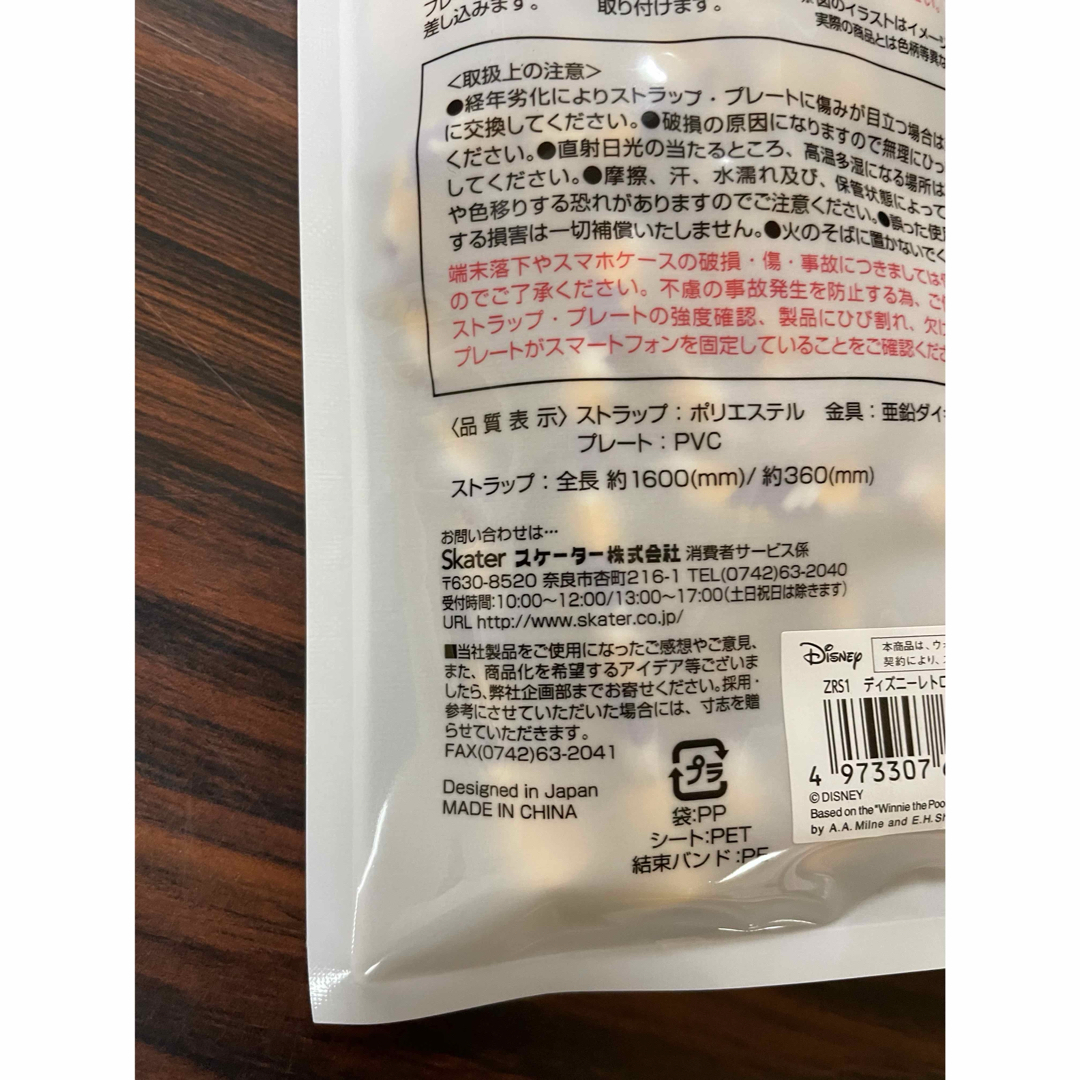 プレ
差し込みます。
取り付けます。
図のイラストはイメージ
実際の商品とは色柄等異な
<取扱上の注意>
●経年劣化によりストラップ・プレートに傷みが目立つ場合は
に交換してください。●破損の原因になりますので無理にひっ
ください。●直射日光の当たるところ、高温多湿になる場所は
してください。●摩擦、汗、水濡れ及び、保管状態によって
や色移りする恐れがありますのでご注意ください。●誤った使用
する損害は一切補償いたしません。●火のそばに置かないでく
端末落下やスマホケースの破損・傷・事故につきましては
のでご了承ください。不慮の事故発生を防止する為、ご使
ストラップ・プレートの強度確認、製品にひび割れ、欠け
プレートがスマートフォンを固定していることをご確認くださ
〈品質表示〉ストラップ：ポリエステル 金具：亜鉛ダイキ
プレート：PVC
ストラップ：全長 約1600(mm)/ 約360(mm)
お問い合わせは…
Skater スケーター株式会社 消費者サービス係
〒630-8520 奈良市杏町216-1 TEL(0742)63-2040
受付時間:10:00～12:00/13:00～17:00(土日祝日は除きます)
URL http://www.skater.co.jp/
■当社製品をご使用になったご感想やご意見、
また、商品化を希望するアイデア等ございま
したら、弊社企画部までお寄せください。採用・
参考にさせていただいた場合には、寸志を贈
らせていただきます。
FAX(0742)63-2041
Designed in Japan
MADE IN CHINA
プラ
袋:PP
シート:PET
結束バンド:PE
Disney
本商品は、ウォ
契約により、ス
ZRS1 ディズニーレトロ
4 973307
© DISNEY
Based on the "Winnie the Poo
by A.A. Milne and E.H. Sh